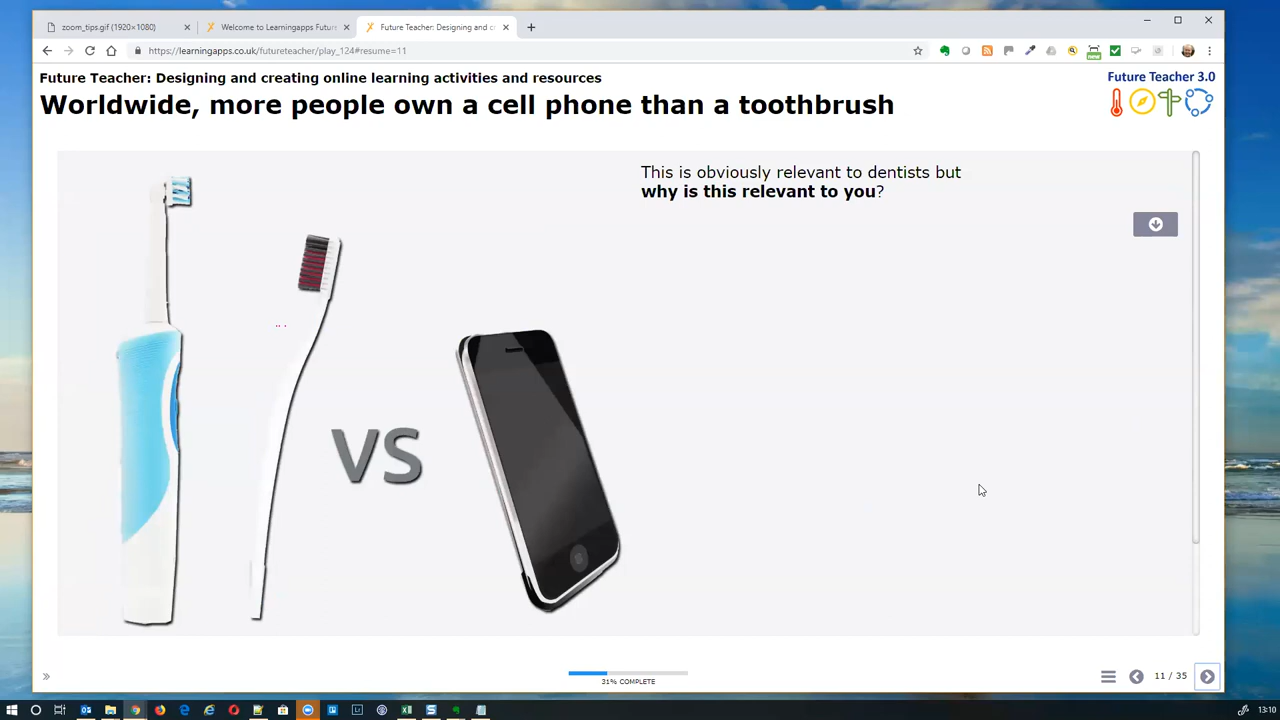 zoom_tips.gif (1920×1080)
Welcome to Learningapps Futur
Future Teacher: Designing and cr
https://learningapps.co.uk/futureteacher/play_124#resume=11
new
Future Teacher: Designing and creating online learning activities and resources
Future Teacher 3.0
Worldwide, more people own a cell phone than a toothbrush
This is obviously relevant to dentists but
why is this relevant to you?
VS
31% COMPLETE
11 / 35
13:10